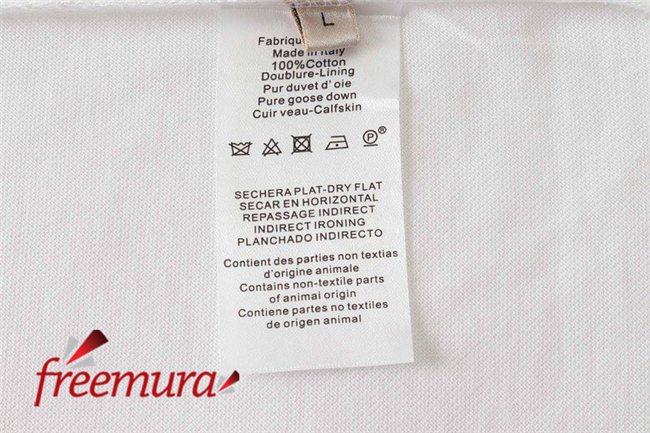 L
Fabriqu
Made in Italy
100%Cotton
Doublure-Lining
Pur duvet d' oie
Pure goose down
Cuir veau-Calfskin
P®
SECHERA PLAT-DRY FLAT
SECAR EN HORIZONTAL
REPASSAGE INDIRECT
INDIRECT IRONING
PLANCHADO INDIRECTO
Contient des parties non textias
d'origine animale
Contains non-textile parts
of animai origin
Contiene partes no textiles
de origen animal
freemura